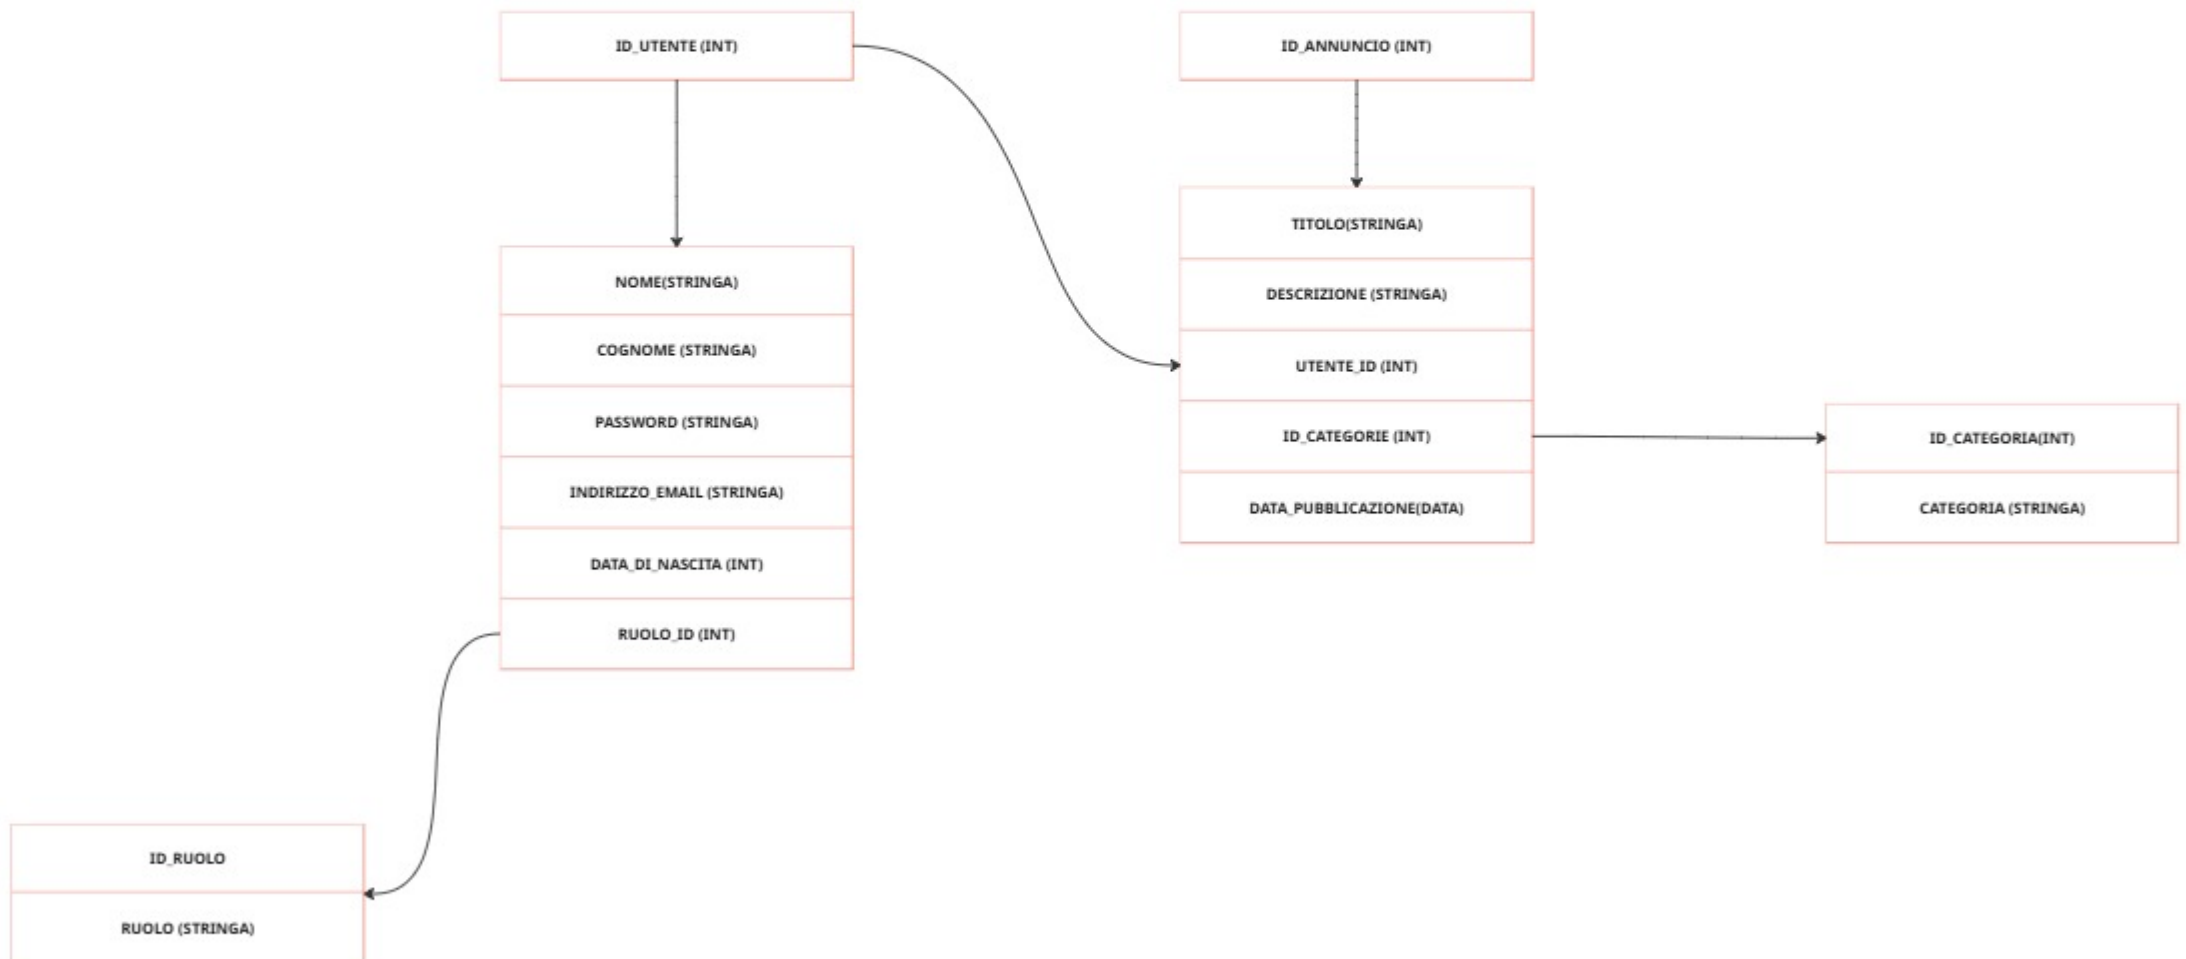 ID_UTENTE (INT)
NOME(STRINGA)
COGNOME (STRINGA)
PASSWORD (STRINGA)
INDIRIZZO_EMAIL (STRINGA)
DATA_DI_NASCITA (INT)
RUOLO_ID (INT)
ID_RUOLO
RUOLO (STRINGA)
ID_ANNUNCIO (INT)
TITOLO(STRINGA)
DESCRIZIONE (STRINGA)
UTENTE_ID (INT)
ID_CATEGORIE (INT)
DATA_PUBBLICAZIONE(DATA)
ID_CATEGORIA(INT)
CATEGORIA (STRINGA)